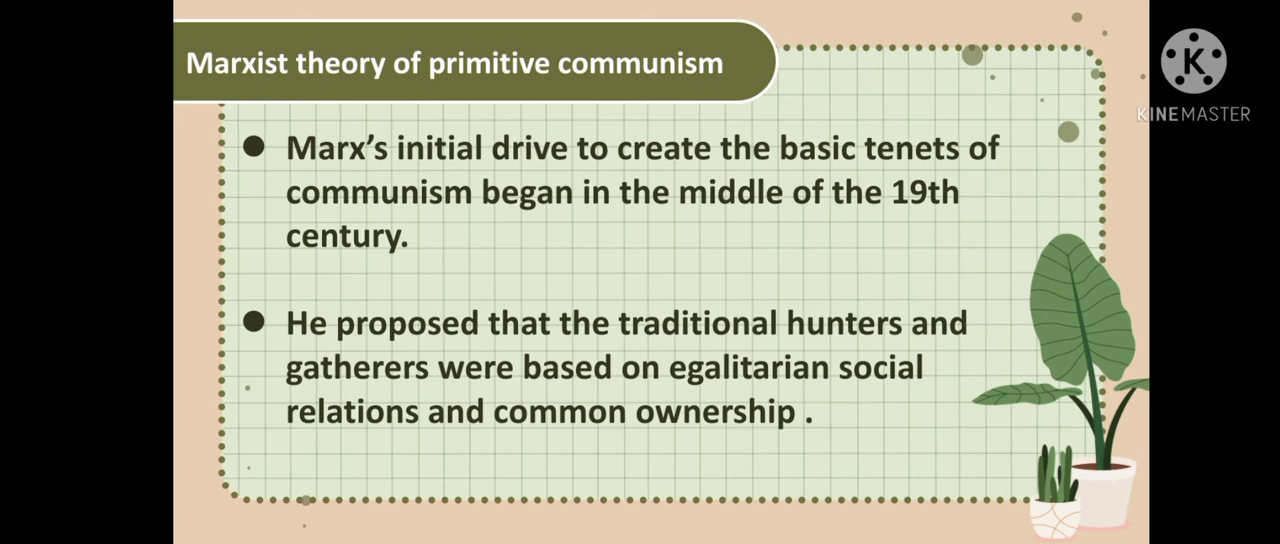 Marxist theory of primitive communism
K
KINEMASTER
● Marx’s initial drive to create the basic tenets of
communism began in the middle of the 19th
century.
● He proposed that the traditional hunters and
gatherers were based on egalitarian social
relations and common ownership .